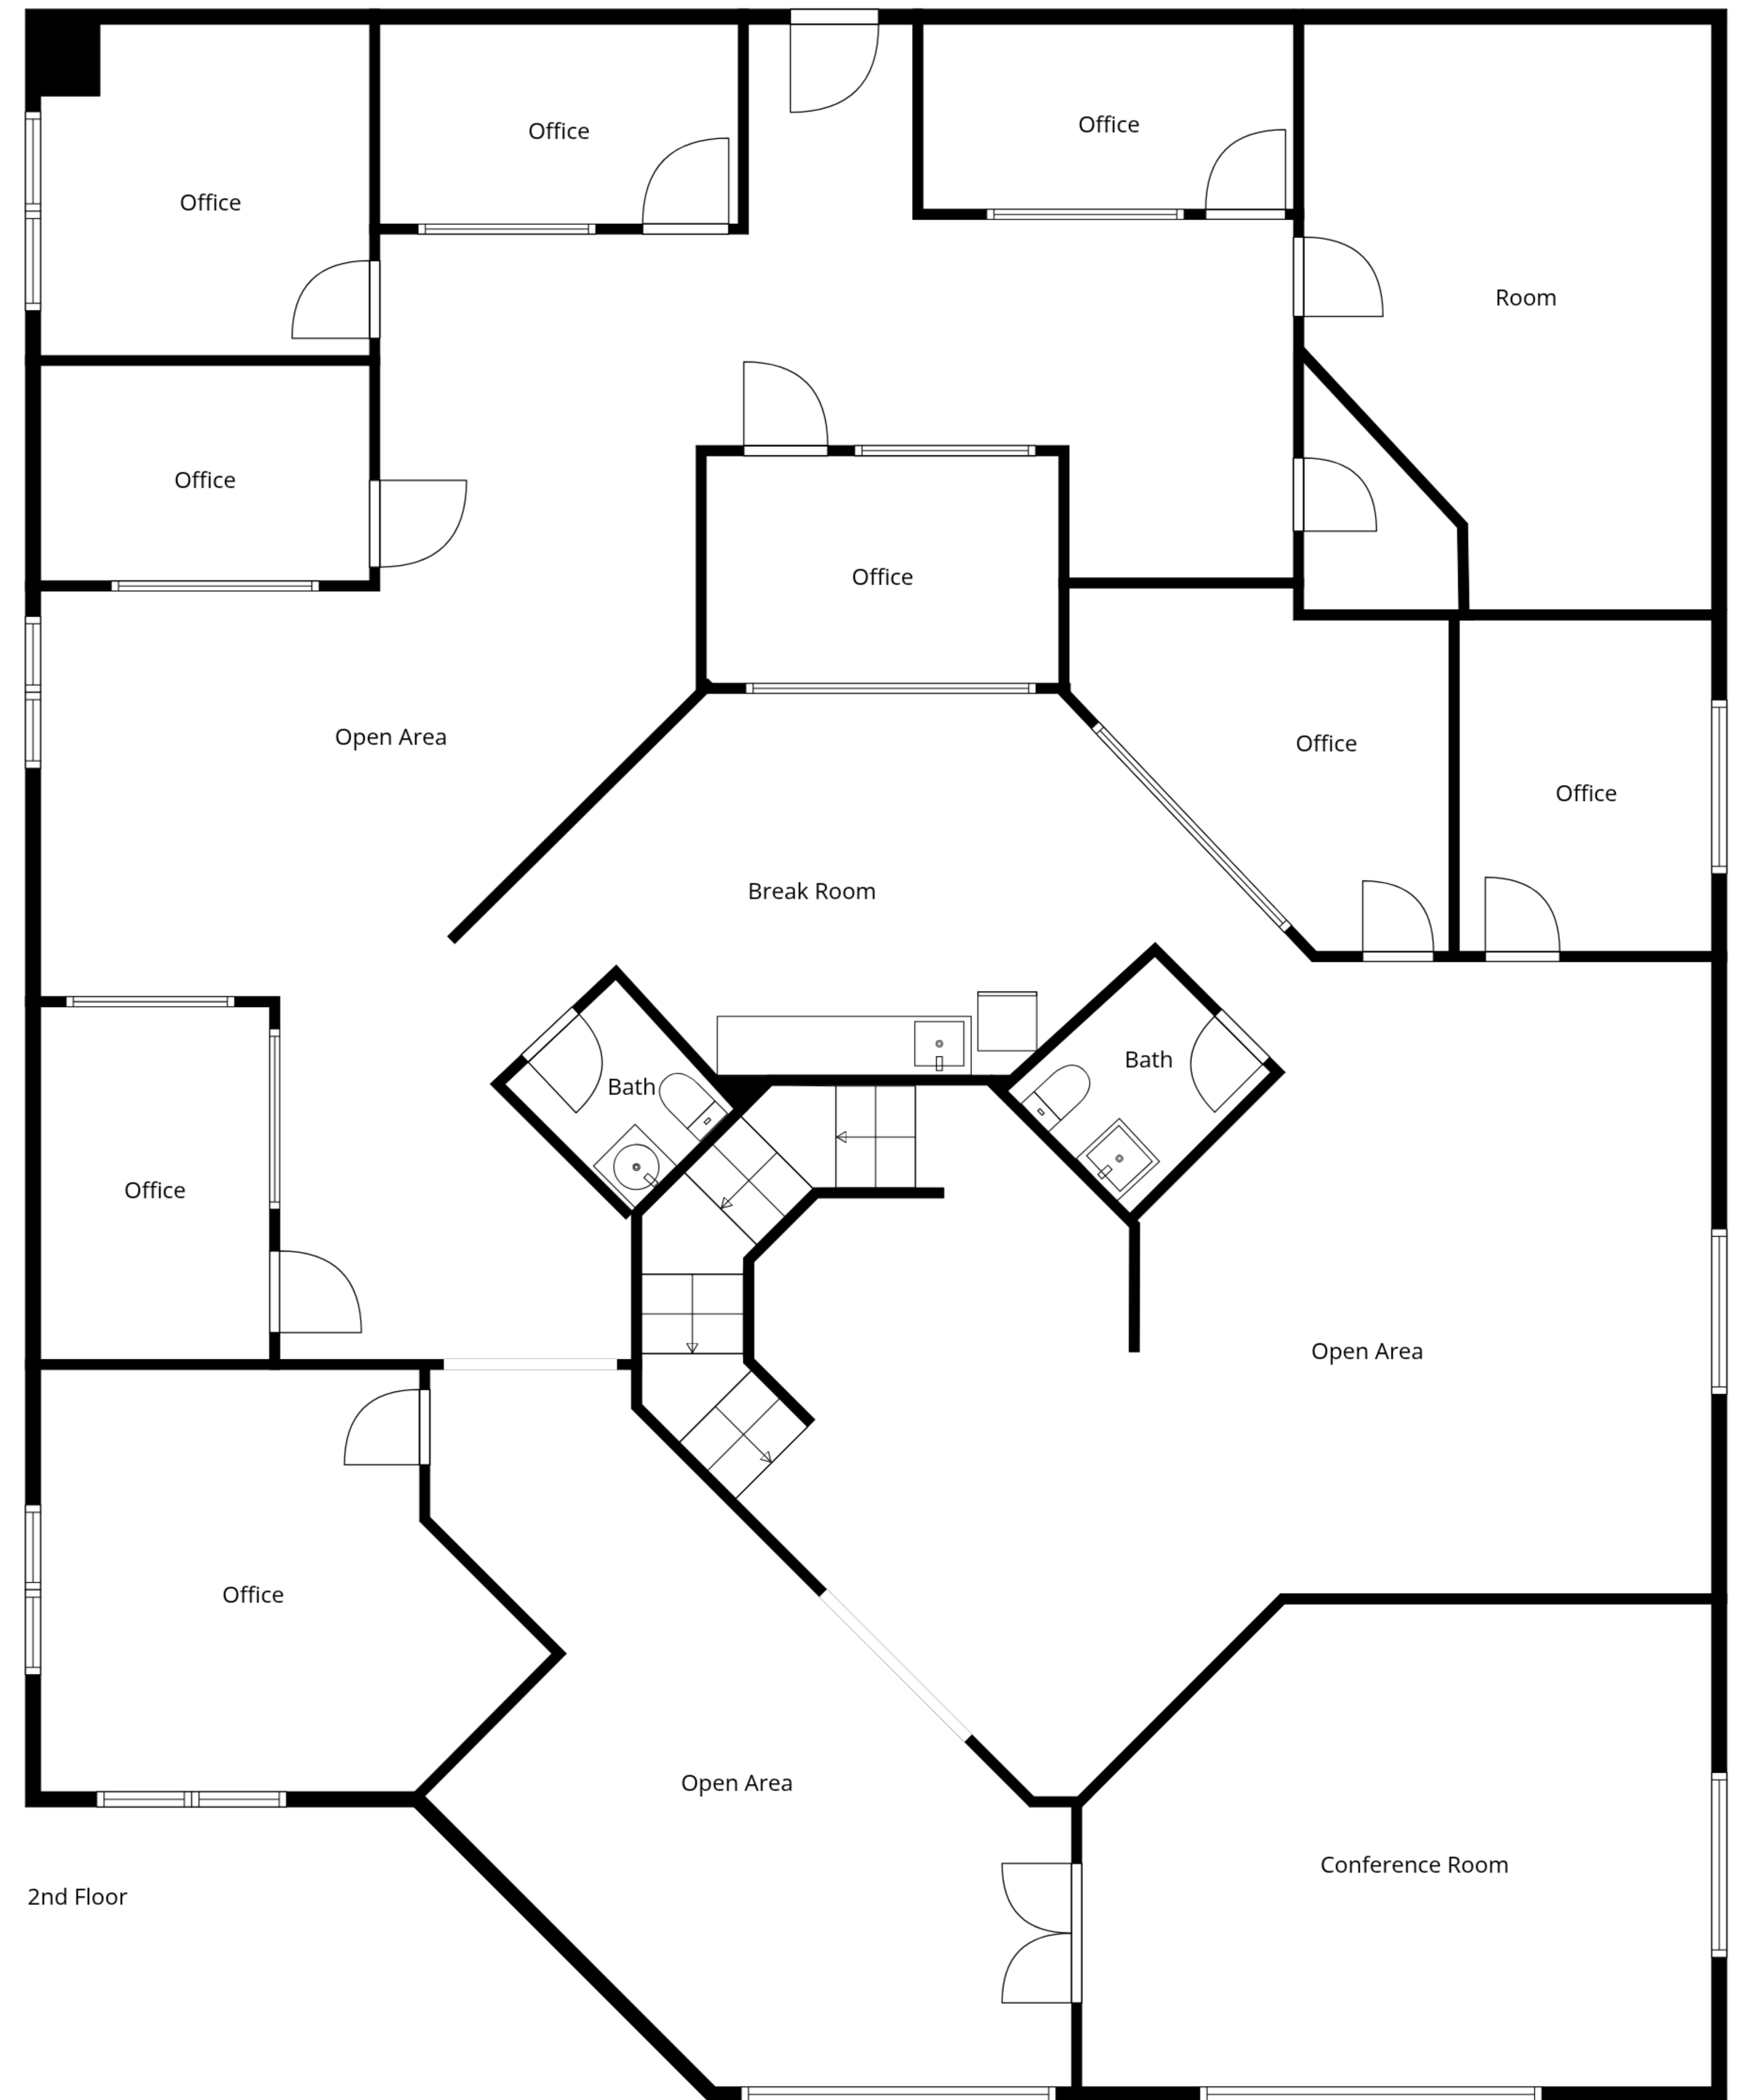 Office
Office
Office
Room
Office
Office
Open Area
Office
Office
Break Room
Bath
Bath
Office
Open Area
Office
Open Area
Conference Room
2nd Floor